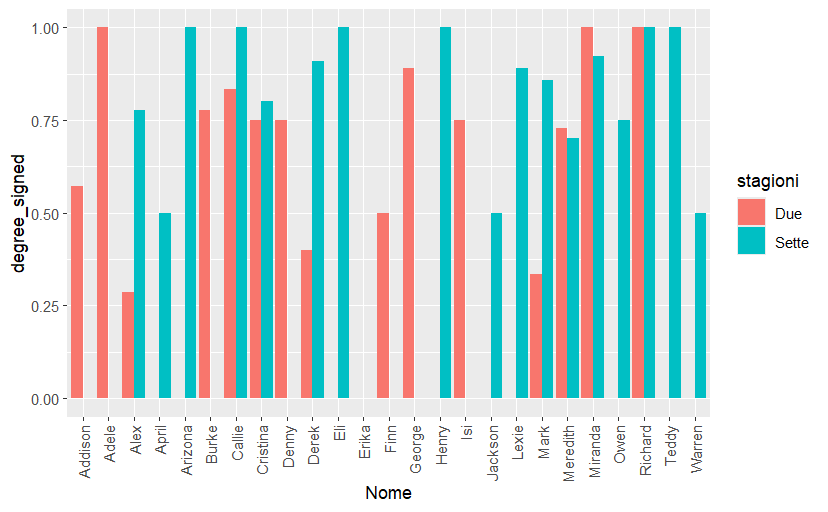 degree_signed
1.00
0.75
0.50
0.25
0.00
Addison
Adele
Alex
April
Arizona
Burke
Callie
Cristina
Denny
Derek
Eli
Erika
Finn
George
Henry
Isi
Jackson
Lexie
Mark
Meredith
Miranda
Owen
Richard
Teddy
Warren
Nome
stagioni
Due
Sette